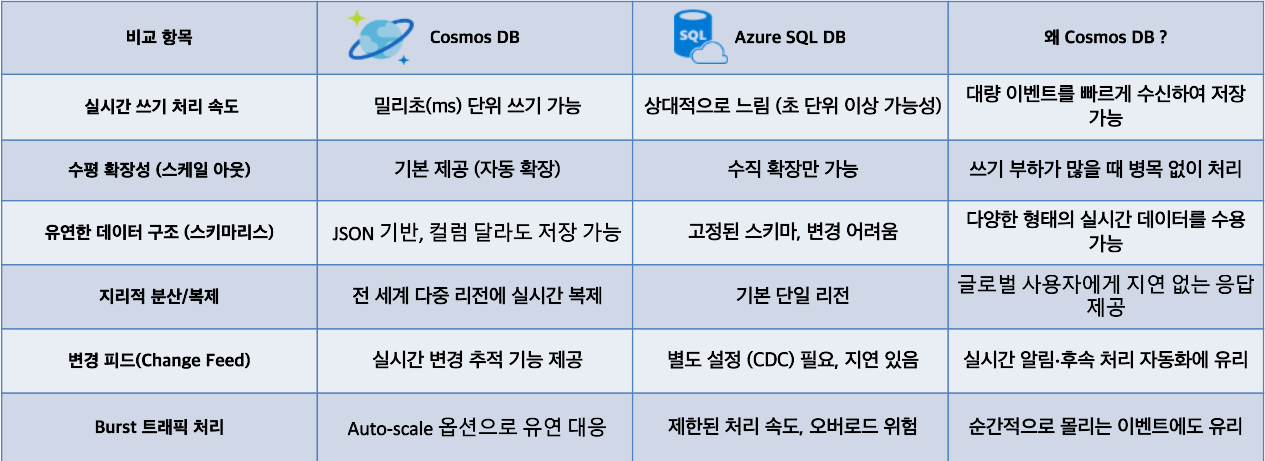 비교 항목
Cosmos DB
SQL
Azure SQL DB
왜 Cosmos DB ?
실시간 쓰기 처리 속도
밀리초(ms) 단위 쓰기 가능
상대적으로 느림 (초 단위 이상 가능성)
대량 이벤트를 빠르게 수신하여 저장
가능
수평 확장성 (스케일 아웃)
기본 제공 (자동 확장)
수직 확장만 가능
쓰기 부하가 많을 때 병목 없이 처리
유연한 데이터 구조 (스키마리스)
JSON 기반, 컬럼 달라도 저장 가능
고정된 스키마, 변경 어려움
다양한 형태의 실시간 데이터를 수용
가능
지리적 분산/복제
전 세계 다중 리전에 실시간 복제
기본 단일 리전
글로벌 사용자에게 지연 없는 응답
제공
변경 피드(Change Feed)
실시간 변경 추적 기능 제공
별도 설정 (CDC) 필요, 지연 있음
실시간 알림·후속 처리 자동화에 유리
Burst 트래픽 처리
Auto-scale 옵션으로 유연 대응
제한된 처리 속도, 오버로드 위험
순간적으로 몰리는 이벤트에도 유리